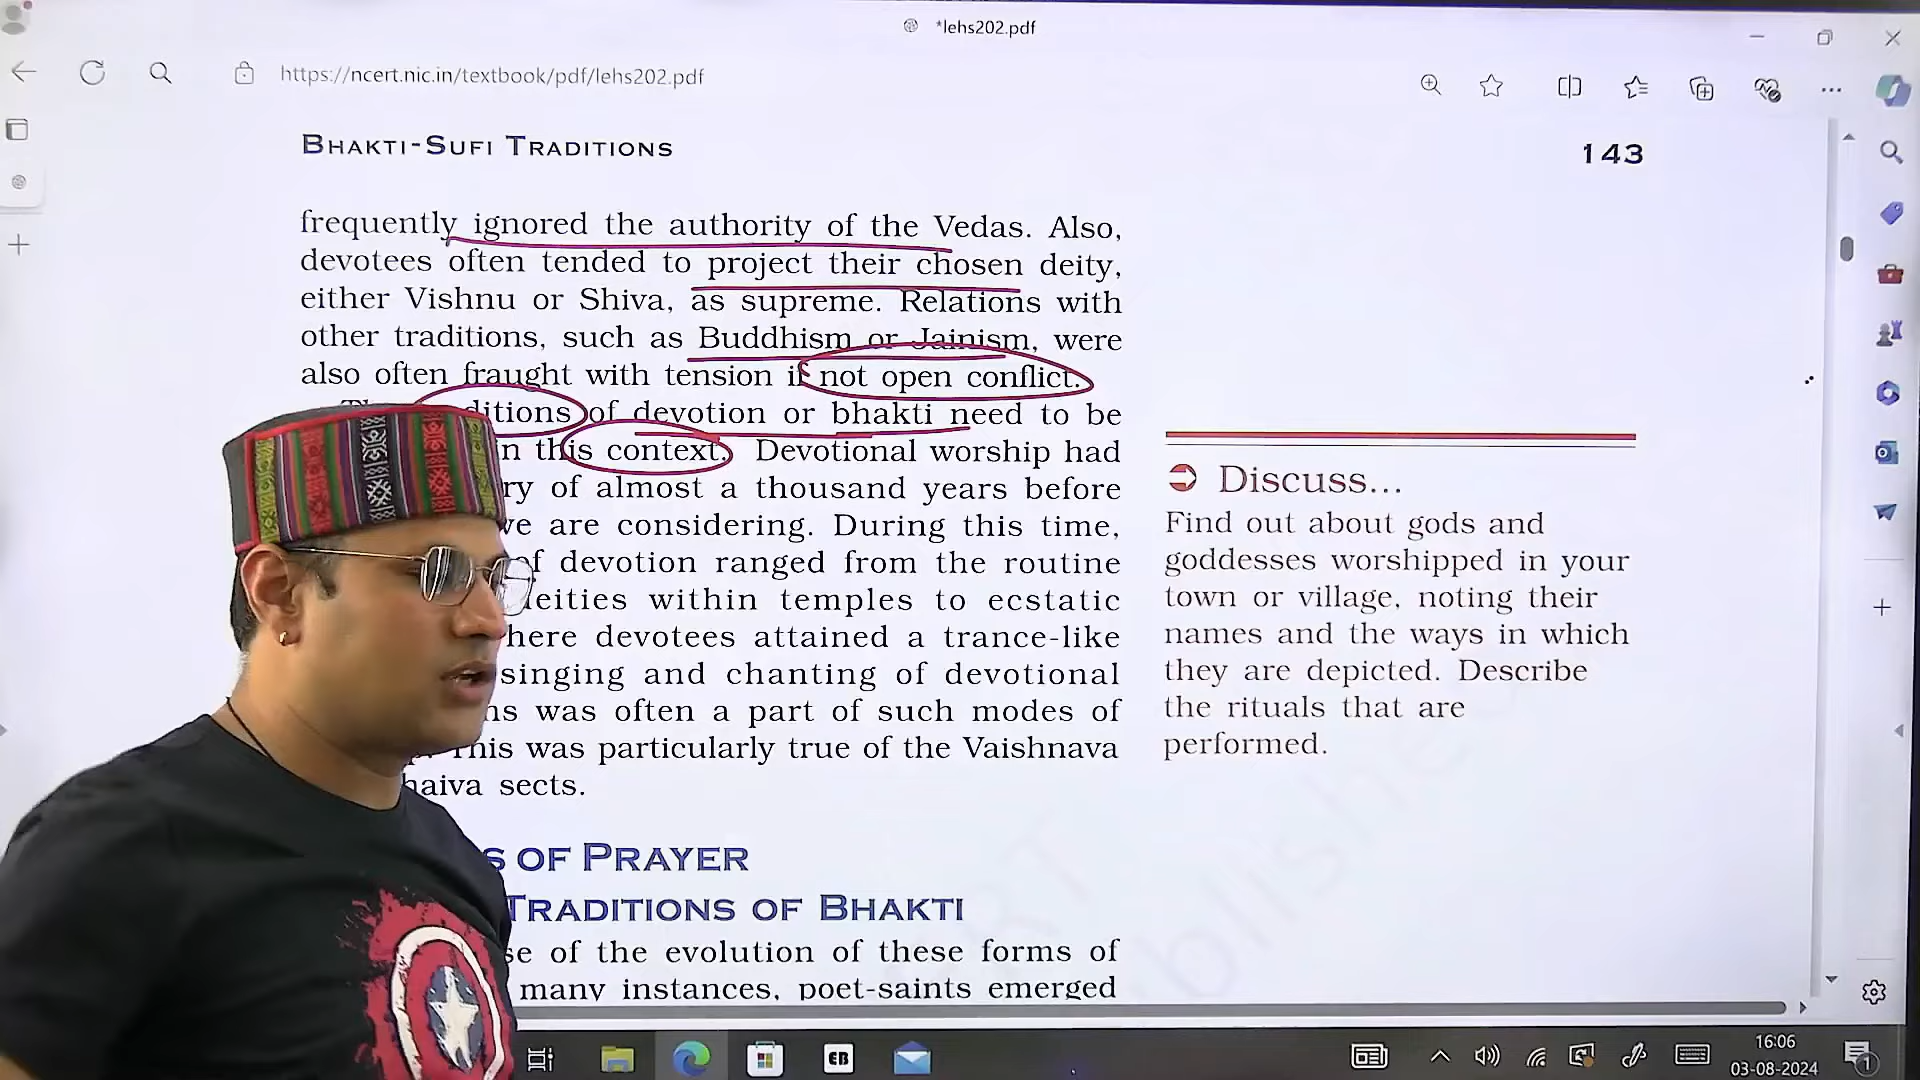 *lehs202.pdf
https://ncert.nic.in/textbook/pdf/lehs202.pdf
BHAKTI-SUFI TRADITIONS
143
frequently ignored the authority of the Vedas. Also,
devotees often tended to project their chosen deity,
either Vishnu or Shiva, as supreme. Relations with
other traditions, such as Buddhism or Jainism, were
also often fraught with tension if not open conflict.
ditions of devotion or bhakti need to be
n this context. Devotional worship had
ry of almost a thousand years before
we are considering. During this time,
of devotion ranged from the routine
deities within temples to ecstatic
here devotees attained a trance-like
singing and chanting of devotional
ns was often a part of such modes of
This was particularly true of the Vaishnava
haiva sects.
S OF PRAYER
TRADITIONS OF BHAKTI
se of the evolution of these forms of
many instances, poet-saints emerged
Discuss...
Find out about gods and
goddesses worshipped in your
town or village, noting their
names and the ways in which
they are depicted. Describe
the rituals that are
performed.
EB
16:06
03-08-2024
1